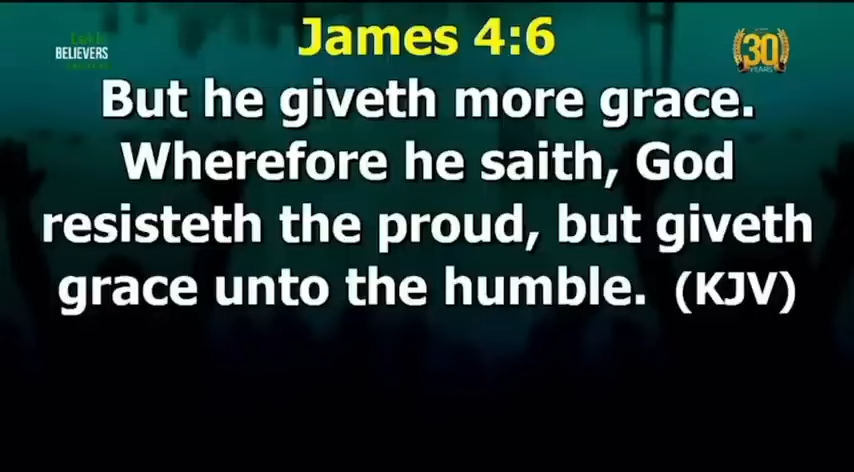 James 4:6
BELIEVERS
30
YEARS
But he giveth more grace.
Wherefore he saith, God
resisteth the proud, but giveth
grace unto the humble. (KJV)